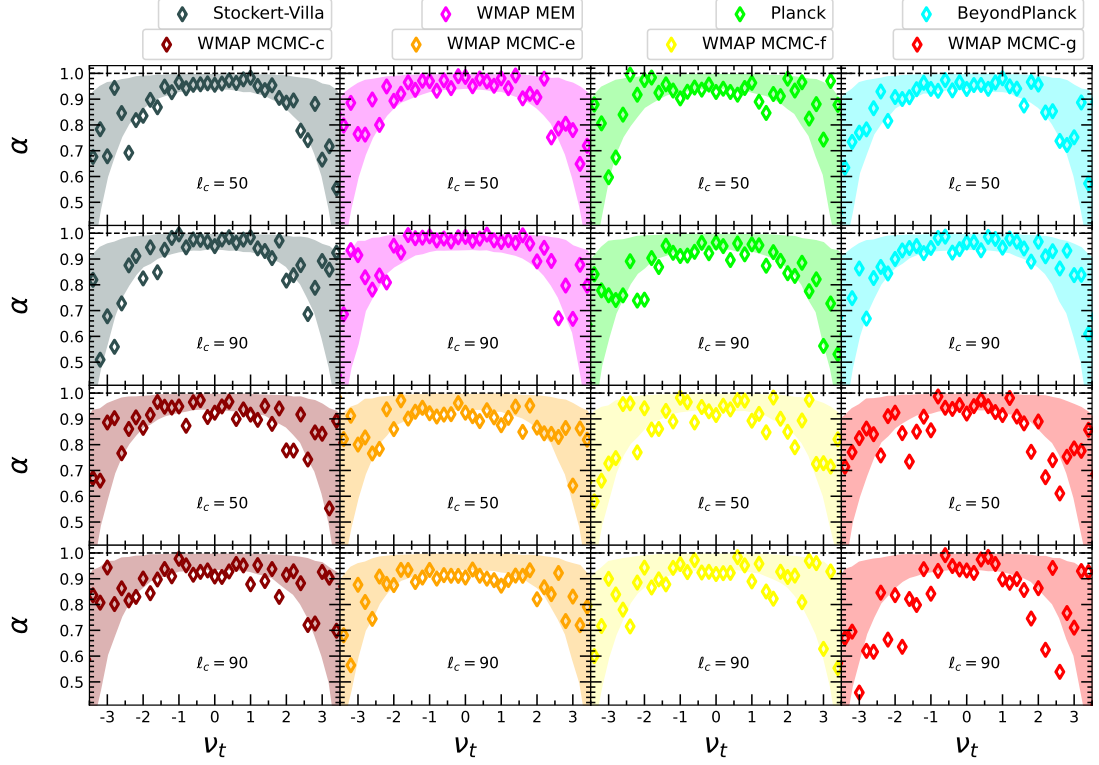 Stockert-Villa WMAP MEM Planck BeyondPlanck
WMAP MCMC-c WMAP MCMC-e WMAP MCMC-f WMAP MCMC-g
1.0
0.9
0.8
α
0.7
0.6
0.5
ℓc = 50 ℓc = 50 ℓc = 50 ℓc = 50
1.0
0.9
0.8
α
0.7
0.6
0.5
ℓc = 90 ℓc = 90 ℓc = 90 ℓc = 90
1.0
0.9
0.8
α
0.7
0.6
0.5
ℓc = 50 ℓc = 50 ℓc = 50 ℓc = 50
1.0
0.9
0.8
α
0.7
0.6
0.5
ℓc = 90 ℓc = 90 ℓc = 90 ℓc = 90
-3 -2 -1 0 1 2 3 -3 -2 -1 0 1 2 3 -3 -2 -1 0 1 2 3 -3 -2 -1 0 1 2 3
νt νt νt νt